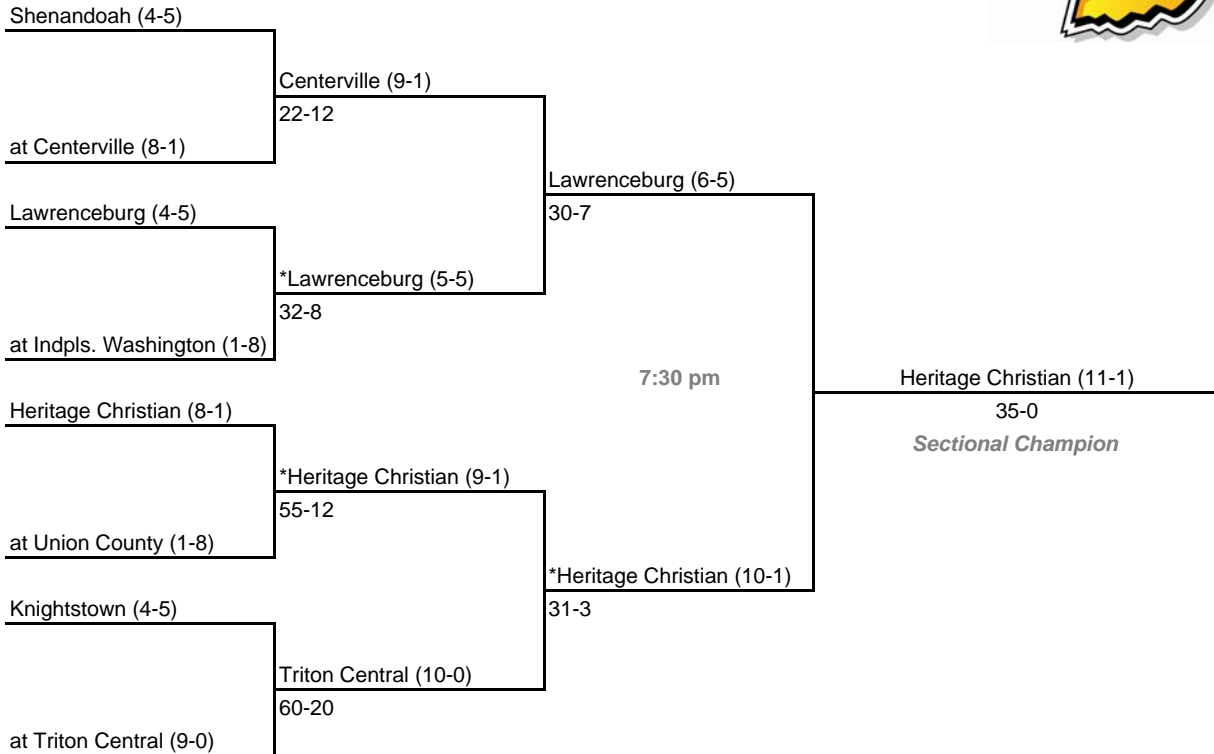 Shenandoah (4-5)
Centerville (9-1)
22-12
at Centerville (8-1)
Lawrenceburg (6-5)
30-7
Lawrenceburg (4-5)
*Lawrenceburg (5-5)
32-8
at Indpls. Washington (1-8)
7:30 pm
Heritage Christian (11-1)
35-0
Sectional Champion
Heritage Christian (8-1)
*Heritage Christian (9-1)
55-12
at Union County (1-8)
*Heritage Christian (10-1)
31-3
Knightstown (4-5)
Triton Central (10-0)
60-20
at Triton Central (9-0)